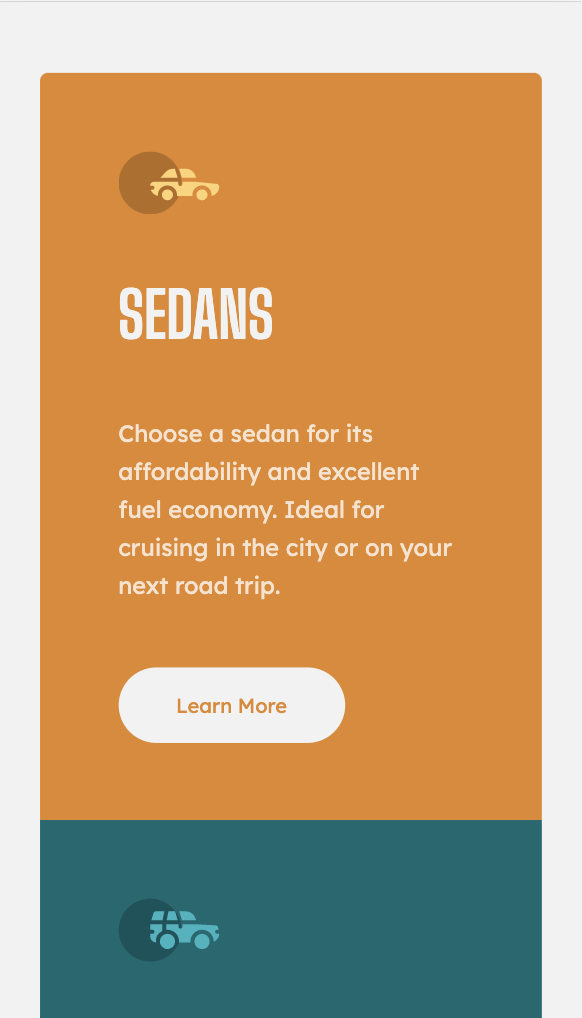 SEDANS
Choose a sedan for its
affordability and excellent
fuel economy. Ideal for
cruising in the city or on your
next road trip.
Learn More